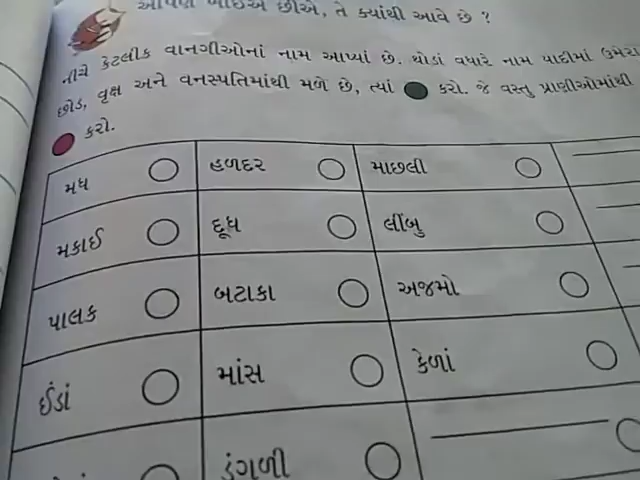 આપણે ખાઈએ છીએ, તે ક્યાંથી આવે છે ?
નીચે કેટલીક વાનગીઓનાં નામ આપ્યાં છે. થોડાં વધારે નામ યાદીમાં ઉમેરો
છોડ, વૃક્ષ અને વનસ્પતિમાંથી મળે છે, ત્યાં કરો. જે વસ્તુ પ્રાણીઓમાંથી
કરો.
મધ હળદર માછલી
મકાઈ દૂધ લીંબુ
પાલક બટાકા અજમો
ઈંડાં માંસ કેળાં
ડુંગળી